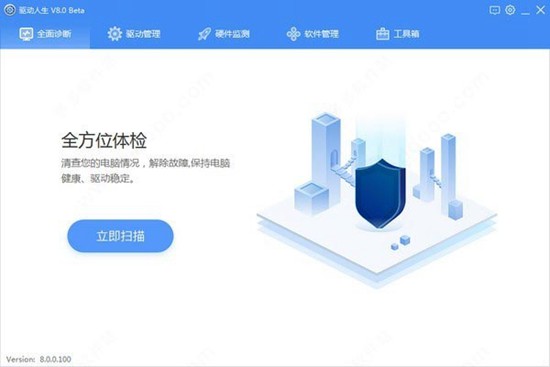 驱动人生 V8.0 Beta
全面诊断 驱动管理 硬件监测 软件管理 工具箱
全方位体检
清查您的电脑情况，解除故障,保持电脑
健康、驱动稳定。
立即扫描
Version: 8.0.0.100